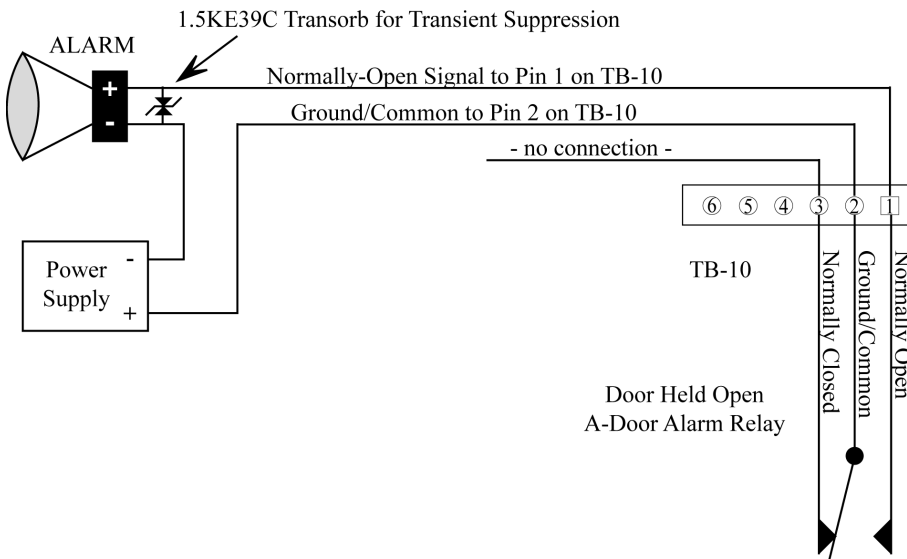 1.5KE39C Transorb for Transient Suppression
ALARM
+
-
Normally-Open Signal to Pin 1 on TB-10
Ground/Common to Pin 2 on TB-10
- no connection -
6 5 4 3 2 1
TB-10
Power
Supply
-
+
Normally Closed
Ground/Common
Normally Open
Door Held Open
A-Door Alarm Relay